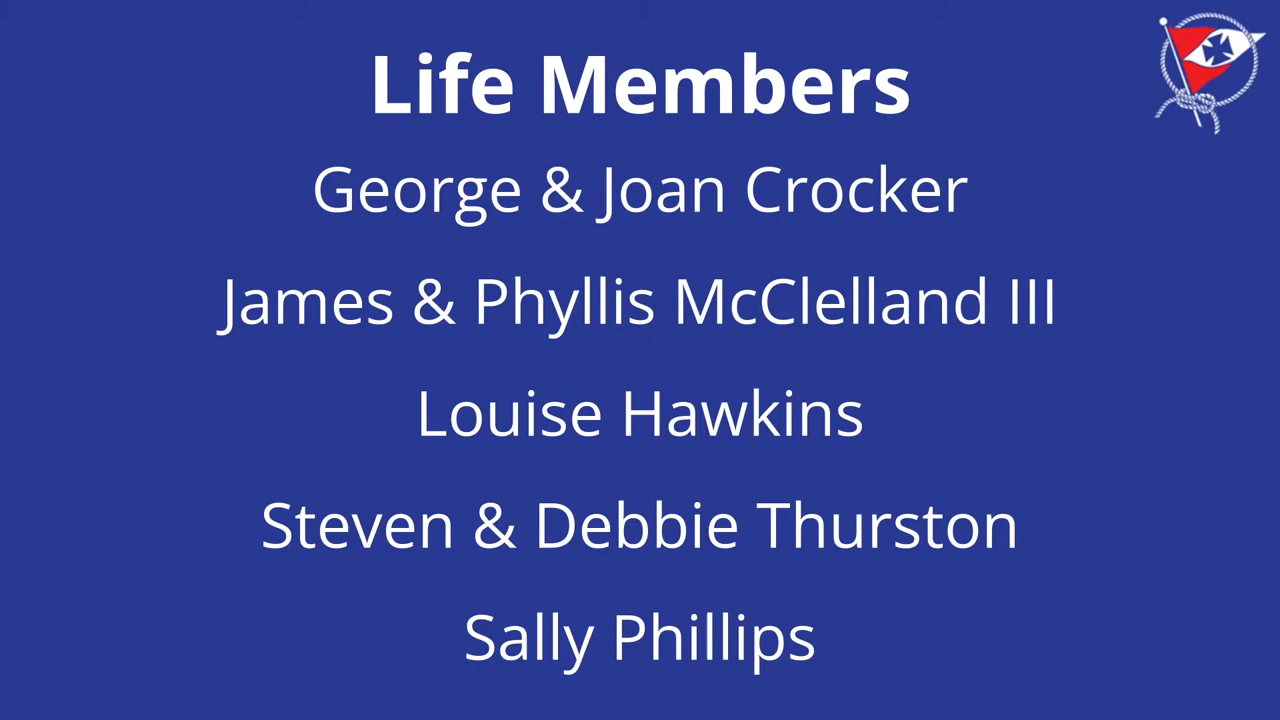 Life Members
George & Joan Crocker
James & Phyllis McClelland III
Louise Hawkins
Steven & Debbie Thurston
Sally Phillips